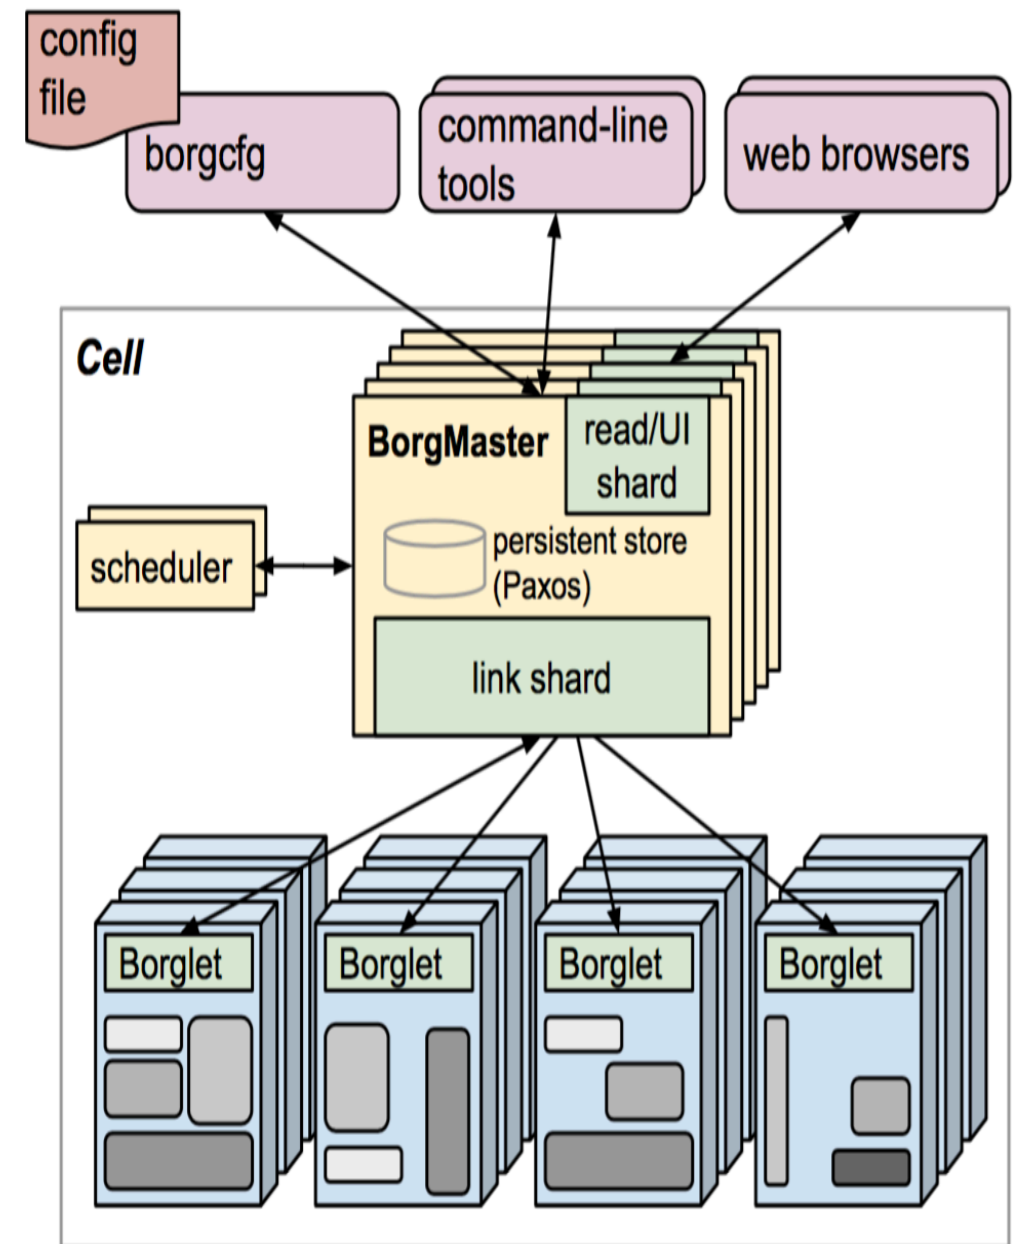 config
file
borgcfg
command-line
tools
web browsers
Cell
BorgMaster
read/UI
shard
scheduler
persistent store
(Paxos)
link shard
Borglet
Borglet
Borglet
Borglet